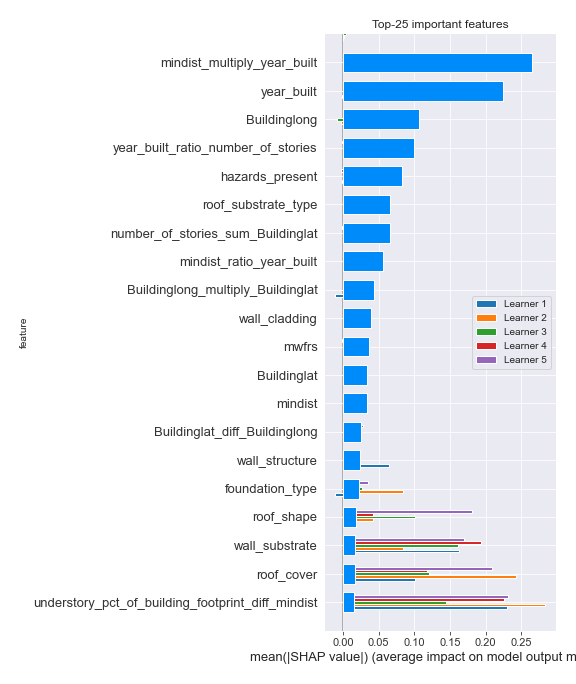 Top-25 important features
mindist_multiply_year_built
year_built
Buildinglong
year_built_ratio_number_of_stories
hazards_present
roof_substrate_type
number_of_stories_sum_Buildinglat
mindist_ratio_year_built
Buildinglong_multiply_Buildinglat
wall_cladding
mwfrs
Buildinglat
mindist
Buildinglat_diff_Buildinglong
wall_structure
foundation_type
roof_shape
wall_substrate
roof_cover
understory_pct_of_building_footprint_diff_mindist
feature
Learner 1
Learner 2
Learner 3
Learner 4
Learner 5
0.00 0.05 0.10 0.15 0.20 0.25
mean(|SHAP value|) (average impact on model output m